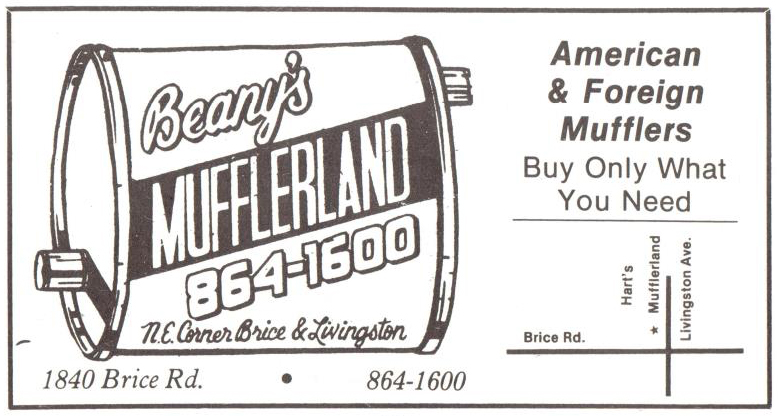 Beany's
MUFFLERLAND
864-1600
N.E. Corner Brice & Livingston
1840 Brice Rd. • 864-1600
American
& Foreign
Mufflers
Buy Only What
You Need
Hart's
★ Mufflerland
Livingston Ave.
Brice Rd.